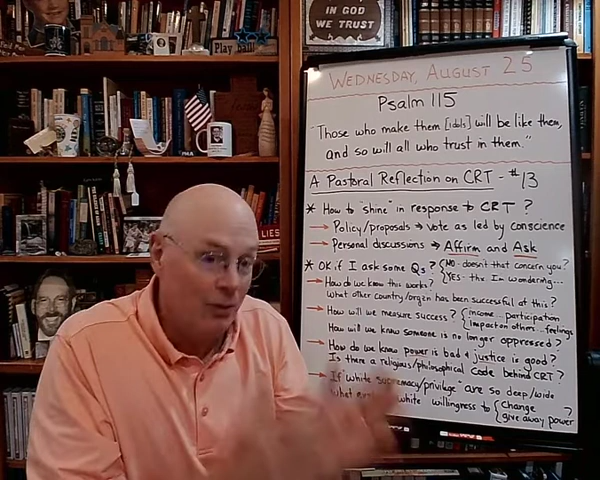 IN GOD
WE TRUST
Play Ball
LIES
WEDNESDAY, AUGUST 25
Psalm 115
"Those who make them [idols] will be like them,
and so will all who trust in them."
A Pastoral Reflection on CRT - #13
* How to "shine" in response to CRT?
→ Policy/proposals → vote as led by conscience
→ Personal discussions → Affirm and Ask
* OK if I ask some Qs? { NO - doesn't that concern you?
YES - thx I'm wondering...
→ How do we know this works?
What other country/orgzn has been successful of this?
→ How will we measure success? { income... participation
impact on others... feelings
How will we know someone is no longer oppressed?
→ How do we know power is bad & justice is good?
Is there a religious/philosophical code behind CRT?
→ If "white supremacy/privilege" are so deep/wide
What white willingness to { Change ?
give away power